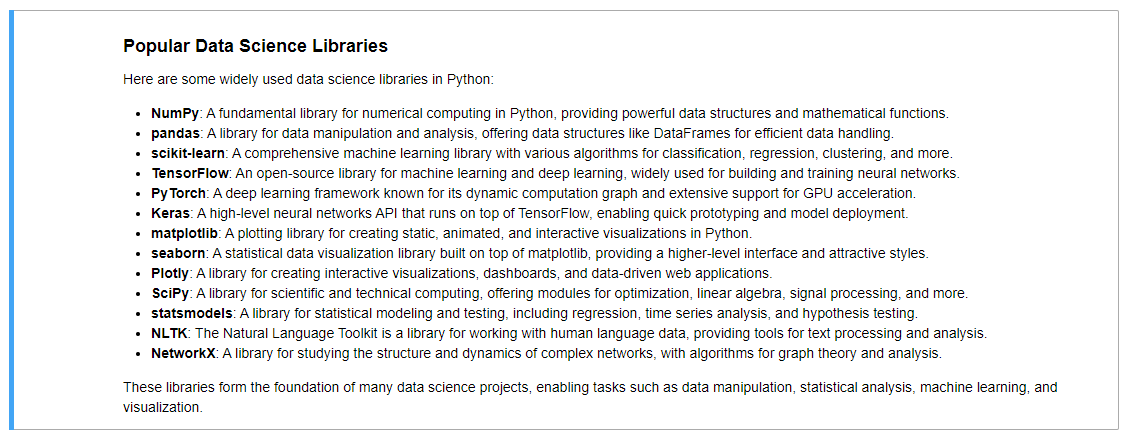 Popular Data Science Libraries
Here are some widely used data science libraries in Python:
• NumPy: A fundamental library for numerical computing in Python, providing powerful data structures and mathematical functions.
• pandas: A library for data manipulation and analysis, offering data structures like DataFrames for efficient data handling.
• scikit-learn: A comprehensive machine learning library with various algorithms for classification, regression, clustering, and more.
• TensorFlow: An open-source library for machine learning and deep learning, widely used for building and training neural networks.
• PyTorch: A deep learning framework known for its dynamic computation graph and extensive support for GPU acceleration.
• Keras: A high-level neural networks API that runs on top of TensorFlow, enabling quick prototyping and model deployment.
• matplotlib: A plotting library for creating static, animated, and interactive visualizations in Python.
• seaborn: A statistical data visualization library built on top of matplotlib, providing a higher-level interface and attractive styles.
• Plotly: A library for creating interactive visualizations, dashboards, and data-driven web applications.
• SciPy: A library for scientific and technical computing, offering modules for optimization, linear algebra, signal processing, and more.
• statsmodels: A library for statistical modeling and testing, including regression, time series analysis, and hypothesis testing.
• NLTK: The Natural Language Toolkit is a library for working with human language data, providing tools for text processing and analysis.
• NetworkX: A library for studying the structure and dynamics of complex networks, with algorithms for graph theory and analysis.
These libraries form the foundation of many data science projects, enabling tasks such as data manipulation, statistical analysis, machine learning, and
visualization.